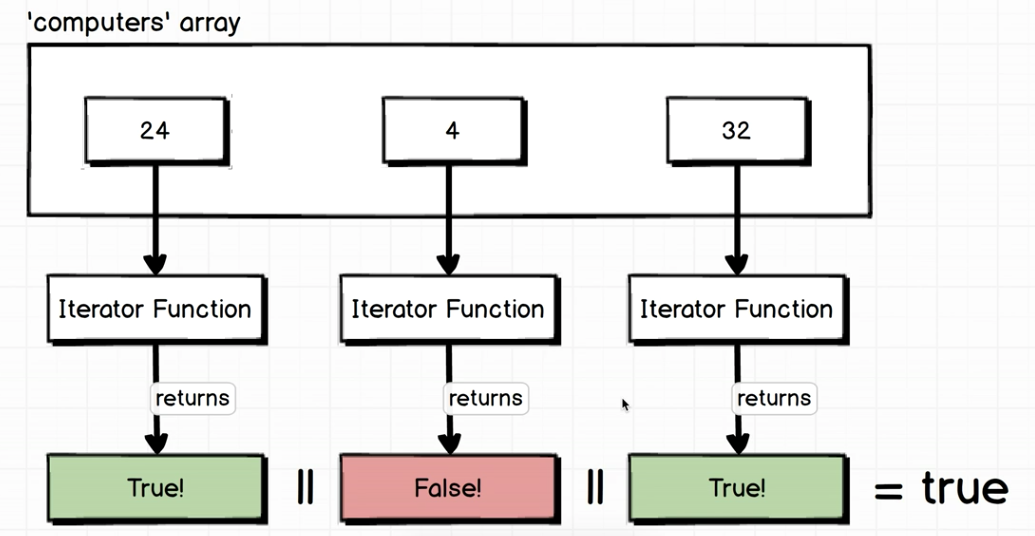 'computers' array
24 4 32
Iterator Function Iterator Function Iterator Function
returns returns returns
True! || False! || True! = true